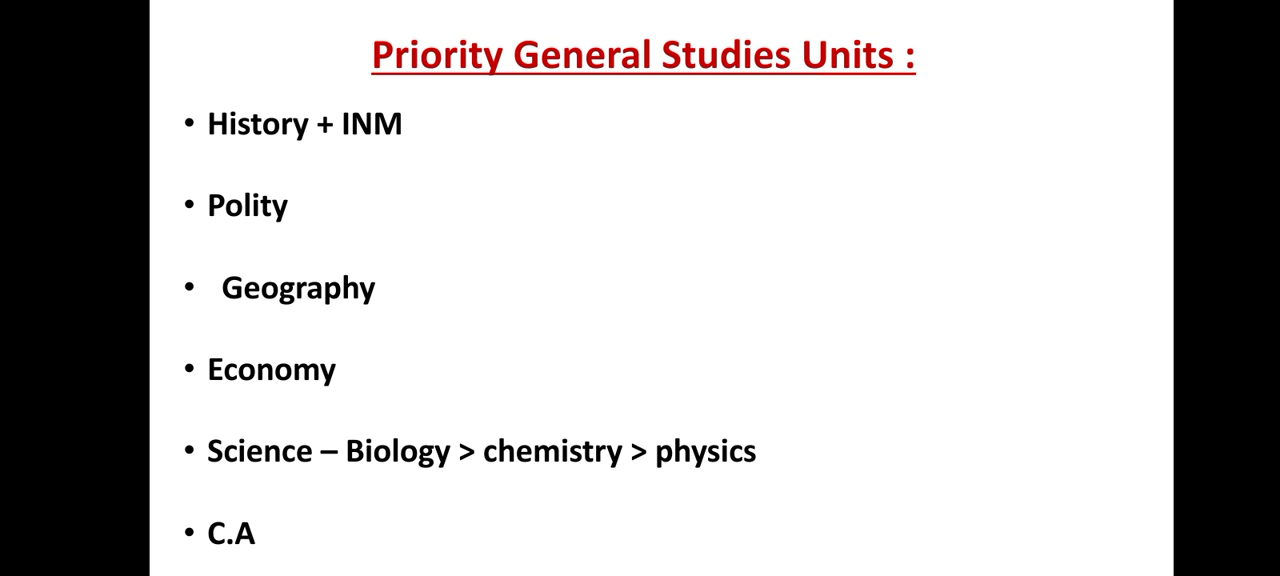 Priority General Studies Units :
• History + INM
• Polity
• Geography
• Economy
• Science – Biology > chemistry > physics
• C.A